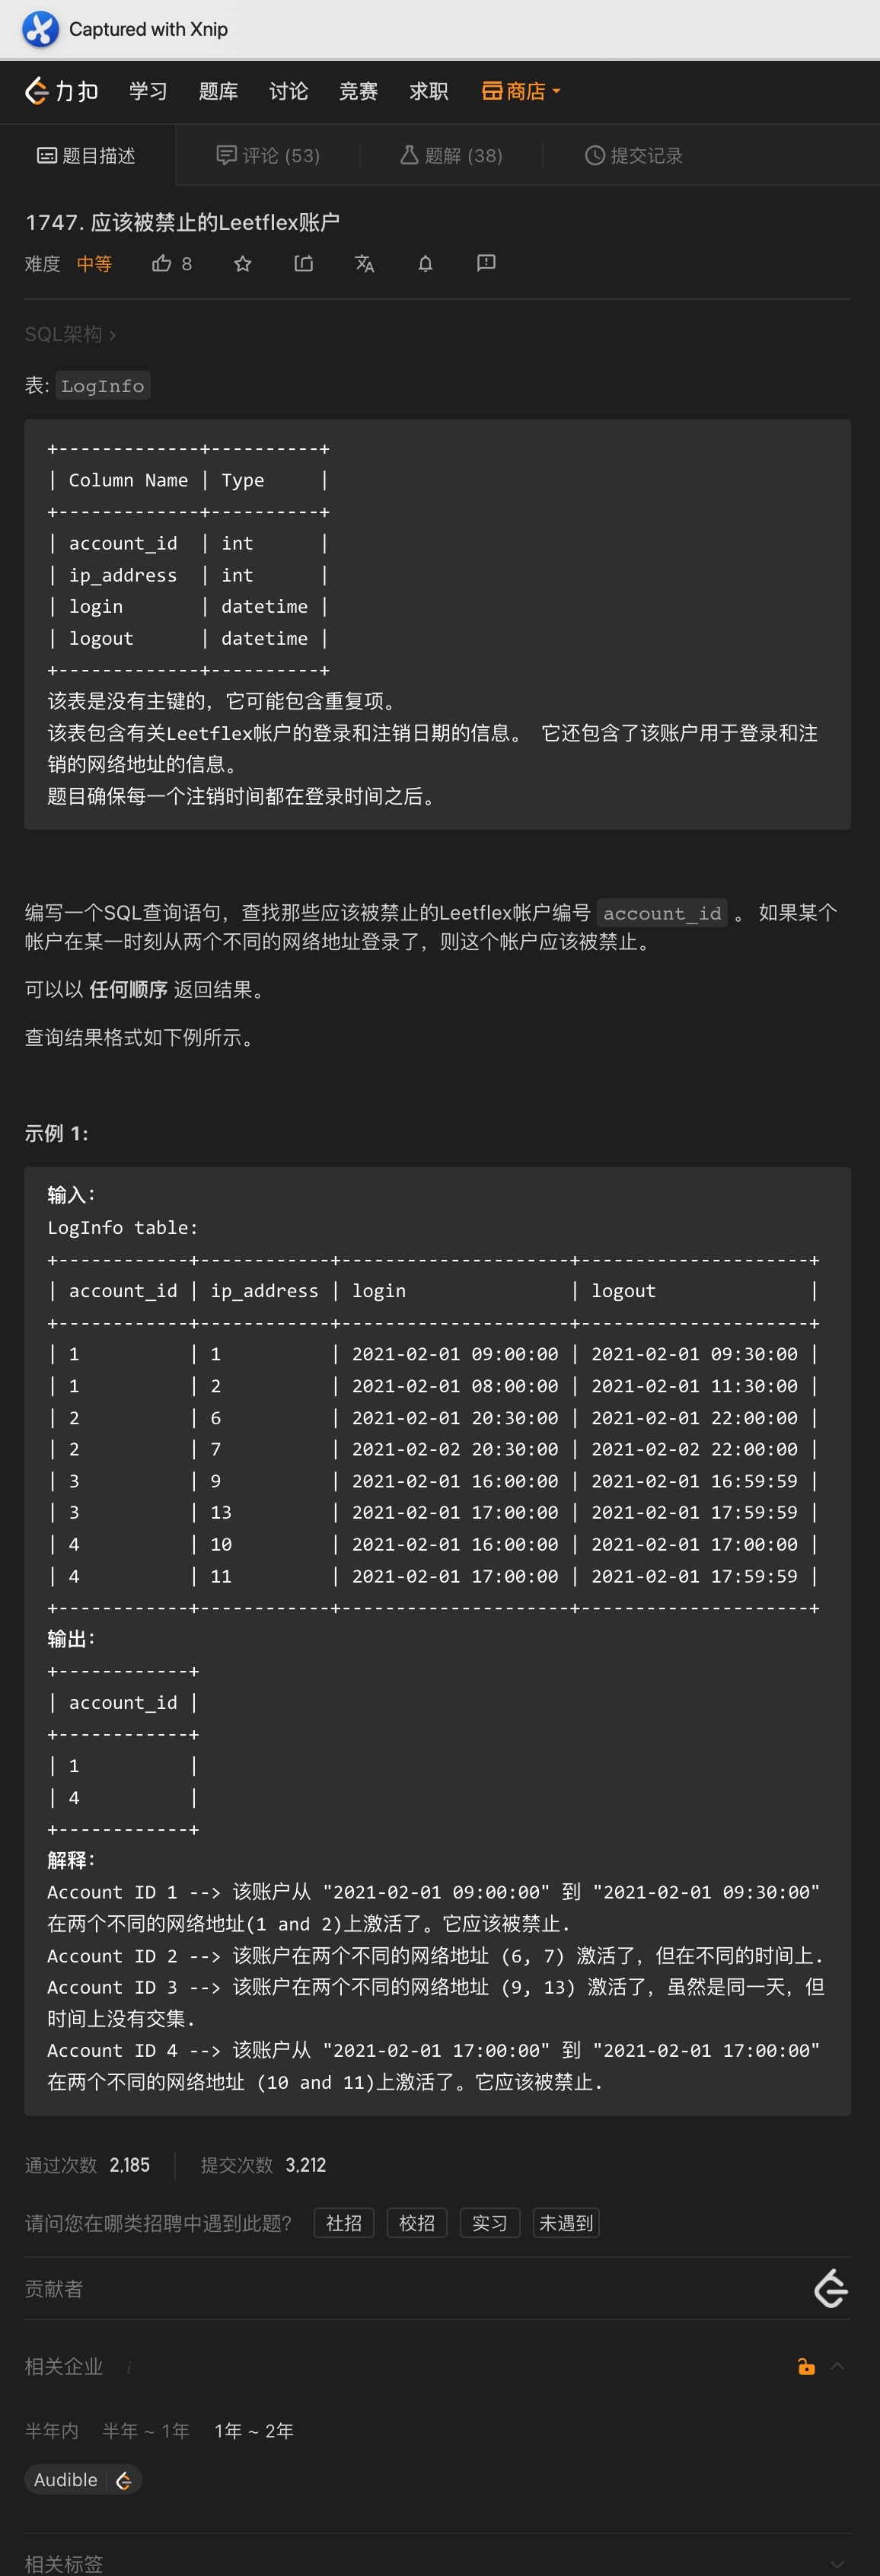 Captured with Xnip
力扣 学习 题库 讨论 竞赛 求职 商店
题目描述 评论 (53) 题解 (38) 提交记录
1747. 应该被禁止的Leetflex账户
难度 中等 8
SQL架构 >
表: LogInfo
+-------------+----------+
| Column Name | Type     |
+-------------+----------+
| account_id  | int      |
| ip_address  | int      |
| login       | datetime |
| logout      | datetime |
+-------------+----------+
该表是没有主键的，它可能包含重复项。
该表包含有关Leetflex帐户的登录和注销日期的信息。 它还包含了该账户用于登录和注
销的网络地址的信息。
题目确保每一个注销时间都在登录时间之后。
编写一个SQL查询语句，查找那些应该被禁止的Leetflex帐户编号 account_id 。 如果某个
帐户在某一时刻从两个不同的网络地址登录了，则这个帐户应该被禁止。
可以以 任何顺序 返回结果。
查询结果格式如下例所示。
示例 1:
输入：
LogInfo table:
+------------+------------+---------------------+---------------------+
| account_id | ip_address | login               | logout              |
+------------+------------+---------------------+---------------------+
| 1          | 1          | 2021-02-01 09:00:00 | 2021-02-01 09:30:00 |
| 1          | 2          | 2021-02-01 08:00:00 | 2021-02-01 11:30:00 |
| 2          | 6          | 2021-02-01 20:30:00 | 2021-02-01 22:00:00 |
| 2          | 7          | 2021-02-02 20:30:00 | 2021-02-02 22:00:00 |
| 3          | 9          | 2021-02-01 16:00:00 | 2021-02-01 16:59:59 |
| 3          | 13         | 2021-02-01 17:00:00 | 2021-02-01 17:59:59 |
| 4          | 10         | 2021-02-01 16:00:00 | 2021-02-01 17:00:00 |
| 4          | 11         | 2021-02-01 17:00:00 | 2021-02-01 17:59:59 |
+------------+------------+---------------------+---------------------+
输出：
+------------+
| account_id |
+------------+
| 1          |
| 4          |
+------------+
解释：
Account ID 1 --> 该账户从 "2021-02-01 09:00:00" 到 "2021-02-01 09:30:00"
在两个不同的网络地址(1 and 2)上激活了。它应该被禁止.
Account ID 2 --> 该账户在两个不同的网络地址 (6, 7) 激活了，但在不同的时间上.
Account ID 3 --> 该账户在两个不同的网络地址 (9, 13) 激活了，虽然是同一天，但
时间上没有交集.
Account ID 4 --> 该账户从 "2021-02-01 17:00:00" 到 "2021-02-01 17:00:00"
在两个不同的网络地址 (10 and 11)上激活了。它应该被禁止.
通过次数 2,185 提交次数 3,212
请问您在哪类招聘中遇到此题? 社招 校招 实习 未遇到
贡献者
相关企业 i
半年内 半年 ~ 1年 1年 ~ 2年
Audible
相关标签